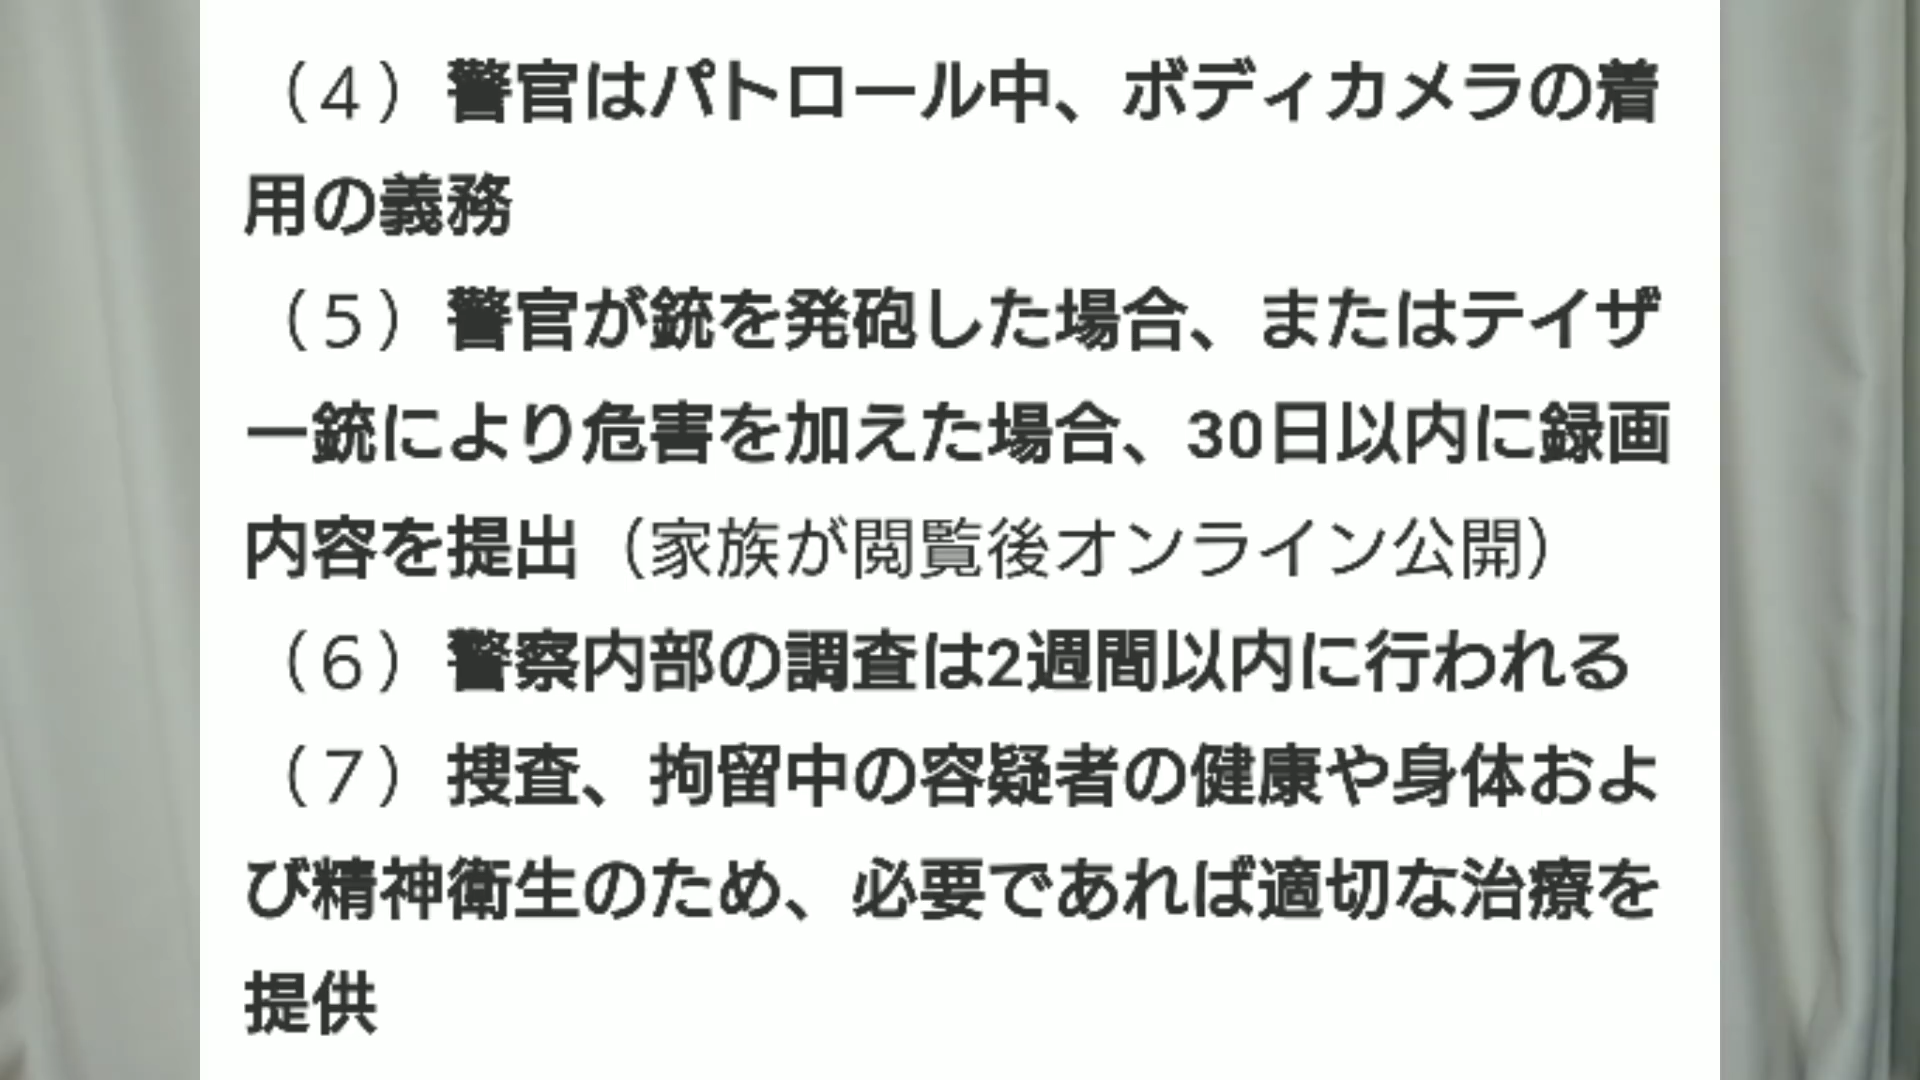 （4）警官はパトロール中、ボディカメラの着
用の義務
（5）警官が銃を発砲した場合、またはテイザ
ー銃により危害を加えた場合、30日以内に録画
内容を提出（家族が閲覧後オンライン公開）
（6）警察内部の調査は2週間以内に行われる
（7）捜査、拘留中の容疑者の健康や身体およ
び精神衛生のため、必要であれば適切な治療を
提供